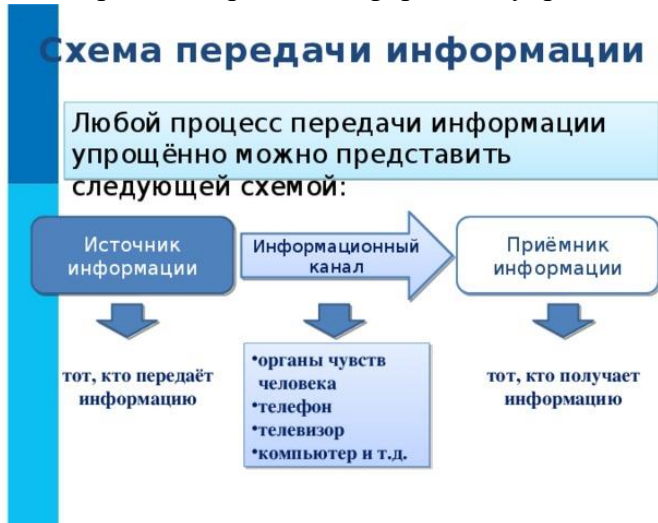 Схема передачи информации
Любой процесс передачи информации
упрощённо можно представить
следующей схемой:
Источник
информации
Информационный
канал
Приёмник
информации
тот, кто передаёт
информацию
•органы чувств
человека
•телефон
•телевизор
•компьютер и т.д.
тот, кто получает
информацию